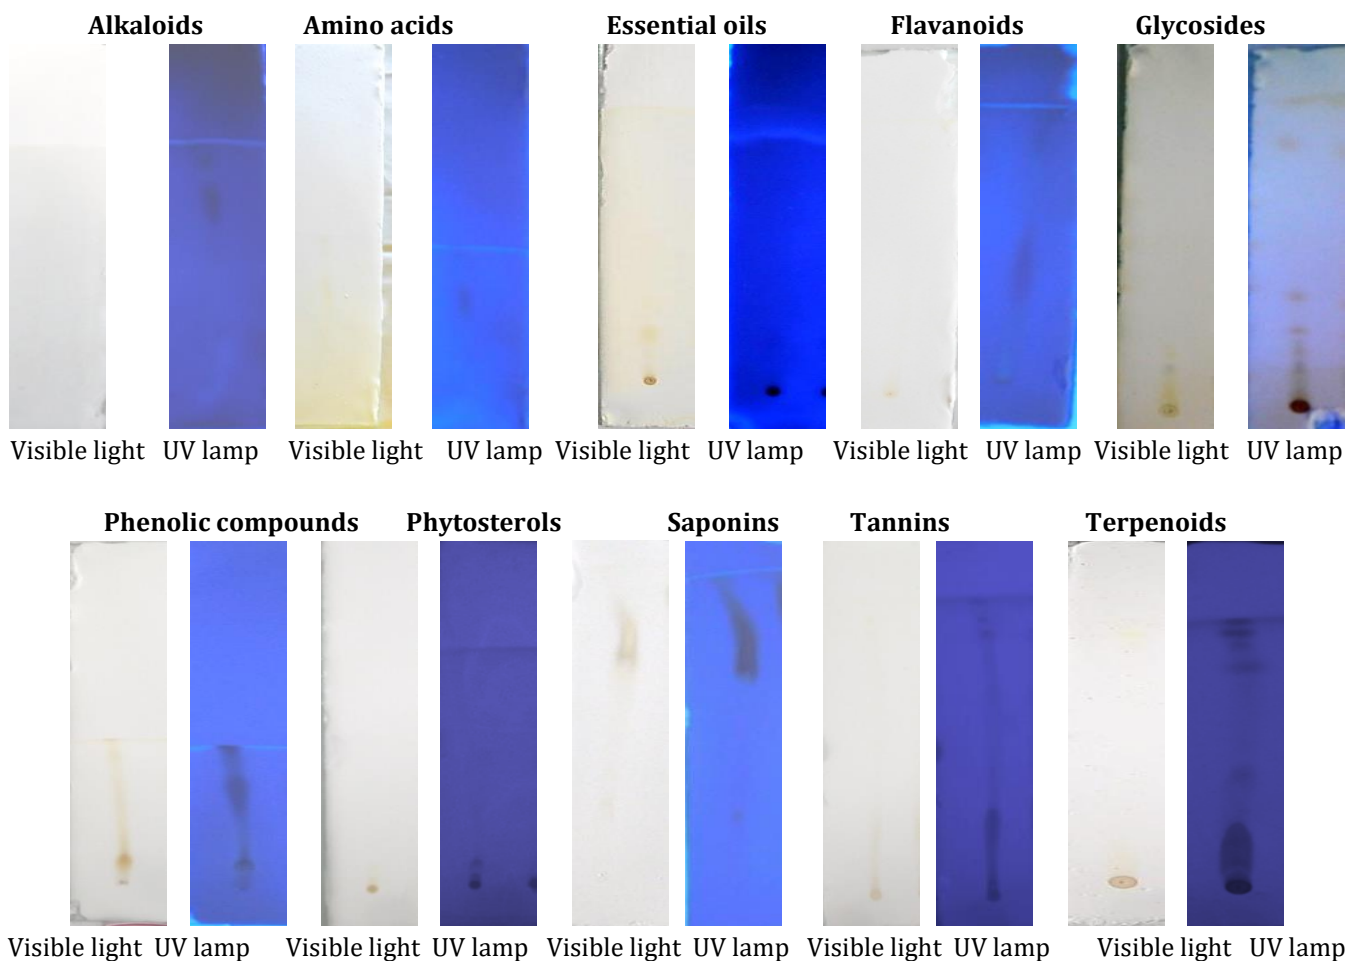 Alkaloids Amino acids Essential oils Flavanoids Glycosides
Visible light UV lamp Visible light UV lamp Visible light UV lamp Visible light UV lamp Visible light UV lamp
Phenolic compounds Phytosterols Saponins Tannins Terpenoids
Visible light UV lamp Visible light UV lamp Visible light UV lamp Visible light UV lamp Visible light UV lamp